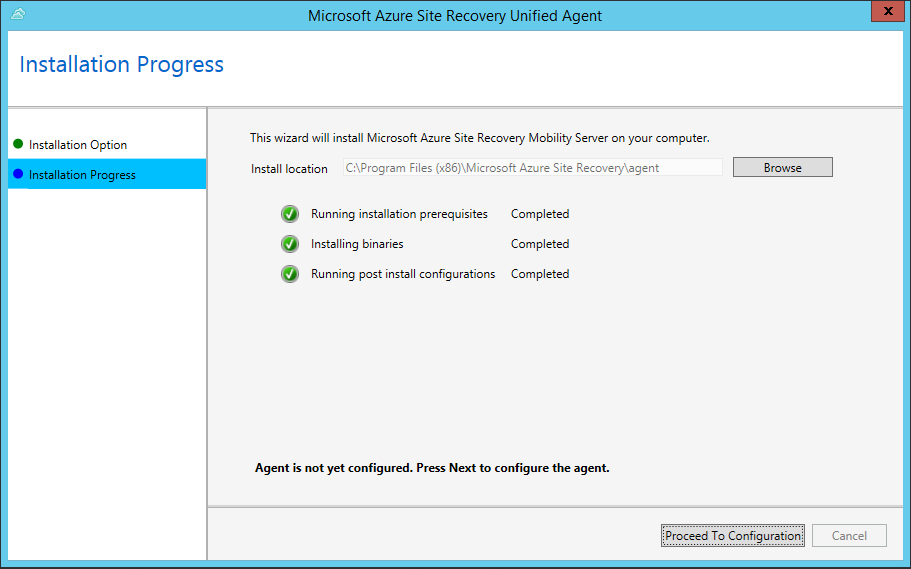 Microsoft Azure Site Recovery Unified Agent
x
Installation Progress
Installation Option
Installation Progress
This wizard will install Microsoft Azure Site Recovery Mobility Server on your computer.
Install location C:\Program Files (x86)\Microsoft Azure Site Recovery\agent Browse
Running installation prerequisites Completed
Installing binaries Completed
Running post install configurations Completed
Agent is not yet configured. Press Next to configure the agent.
Proceed To Configuration Cancel